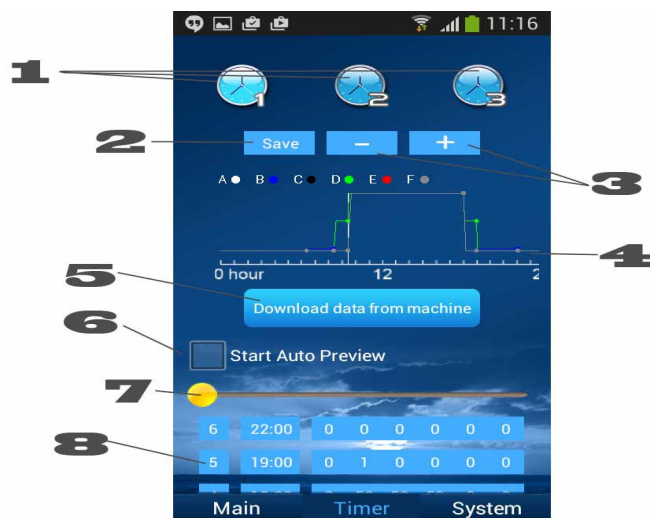 11:16
1
1 2 3
2 Save − +
3
A B C D E F
4
0 hour 12 2
5
Download data from machine
6
Start Auto Preview
7
6 22:00 0 0 0 0 0 0
8
5 19:00 0 1 0 0 0 0
Main Timer System